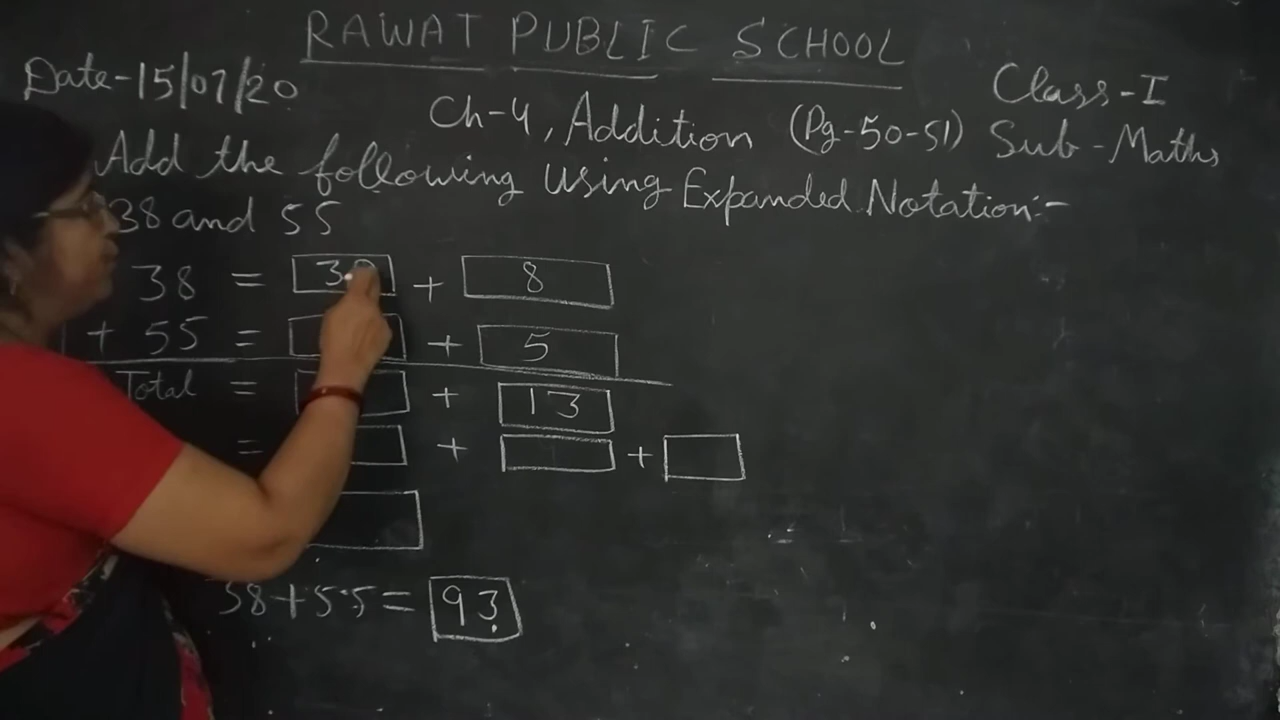 RAWAT PUBLIC SCHOOL
Date-15/07/20
Class-I
Ch-4, Addition (Pg-50-51) Sub-Maths
Add the following using Expanded Notation:-
38 and 55
38 = 30 + 8
+ 55 = + 5
Total = + 13
= + +
38+55= 93